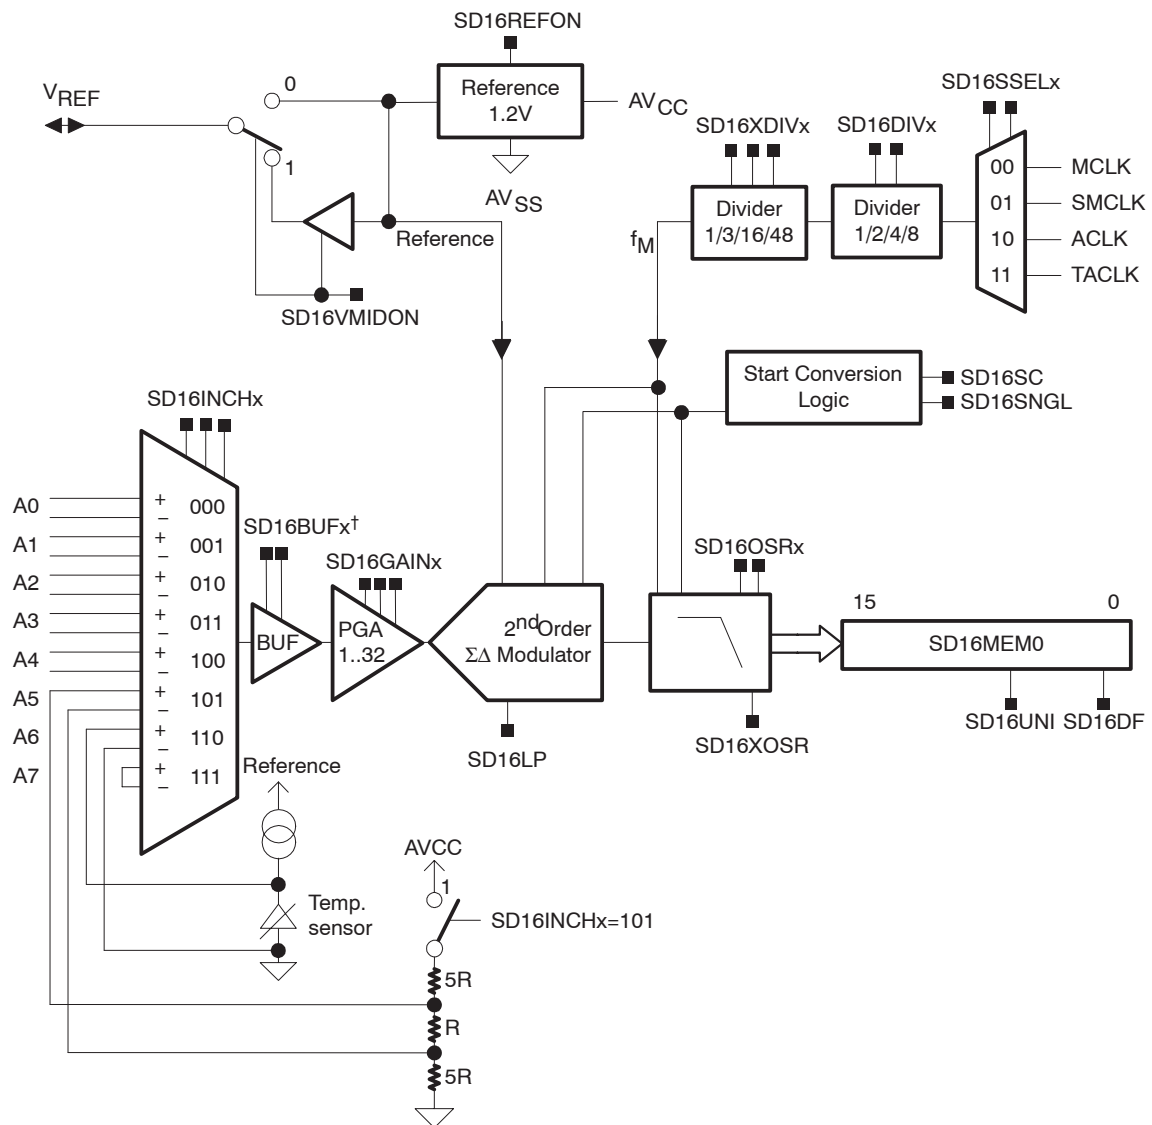 SD16REFON
VREF
0
Reference
1.2V
AVCC
SD16SSELx
SD16XDIVx
SD16DIVx
1
AVSS
Reference
fM
Divider
1/3/16/48
Divider
1/2/4/8
00
MCLK
01
SMCLK
10
ACLK
11
TACLK
SD16VMIDON
Start Conversion
Logic
SD16SC
SD16SNGL
SD16INCHx
A0
+
−
000
A1
+
−
001
A2
+
−
010
A3
+
−
011
A4
+
−
100
A5
+
−
101
A6
+
−
110
A7
+
−
111
SD16BUFx†
SD16GAINx
BUF
PGA
1..32
2nd Order
ΣΔ Modulator
SD16LP
SD16OSRx
SD16XOSR
15
0
SD16MEM0
SD16UNI
SD16DF
Reference
Temp.
sensor
AVCC
1
SD16INCHx=101
5R
R
5R